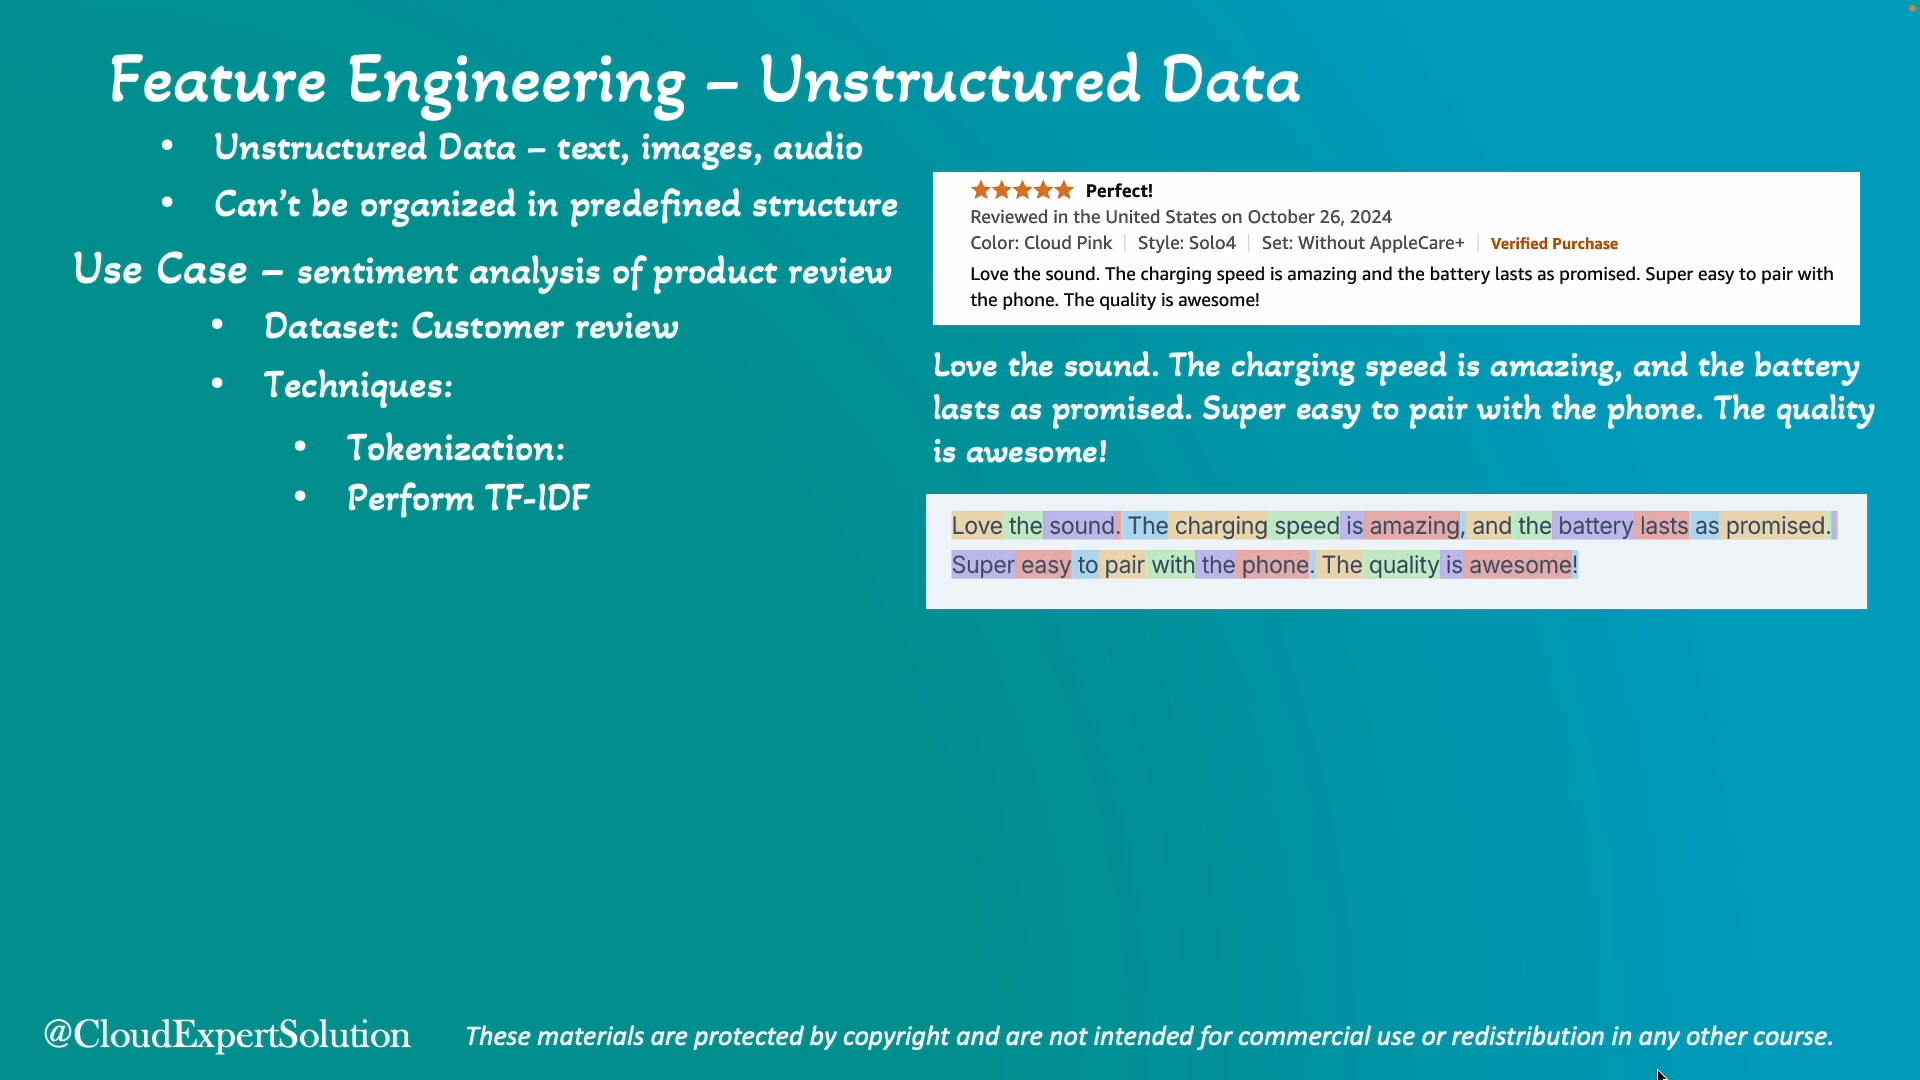 Feature Engineering – Unstructured Data
• Unstructured Data – text, images, audio
• Can't be organized in predefined structure
Use Case – sentiment analysis of product review
• Dataset: Customer review
• Techniques:
• Tokenization:
• Perform TF-IDF
Perfect!
Reviewed in the United States on October 26, 2024
Color: Cloud Pink | Style: Solo4 | Set: Without AppleCare+ | Verified Purchase
Love the sound. The charging speed is amazing and the battery lasts as promised. Super easy to pair with
the phone. The quality is awesome!
Love the sound. The charging speed is amazing, and the battery
lasts as promised. Super easy to pair with the phone. The quality
is awesome!
Love the sound. The charging speed is amazing, and the battery lasts as promised.
Super easy to pair with the phone. The quality is awesome!
@CloudExpertSolution
These materials are protected by copyright and are not intended for commercial use or redistribution in any other course.